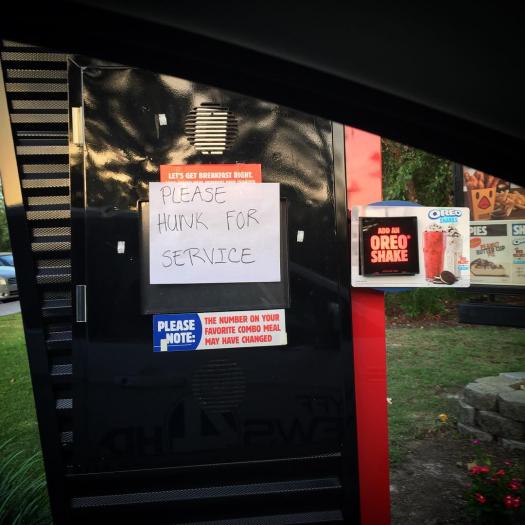 LET'S GET BREAKFAST RIGHT.
PLEASE
HUNK FOR
SERVICE
PLEASE
NOTE:
THE NUMBER ON YOUR
FAVORITE COMBO MEAL
MAY HAVE CHANGED
ADD AN
OREO
SHAKE
OREO
SHAKES
PIES